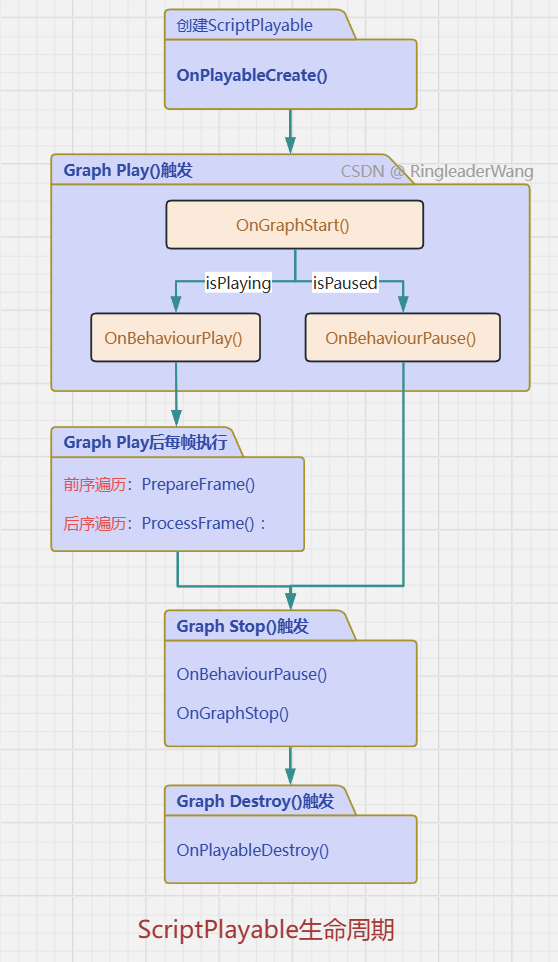 创建ScriptPlayable
OnPlayableCreate()
Graph Play()触发
CSDN @ RingleaderWang
OnGraphStart()
isPlaying
isPaused
OnBehaviourPlay()
OnBehaviourPause()
Graph Play后每帧执行
前序遍历：PrepareFrame()
后序遍历：ProcessFrame()：
Graph Stop()触发
OnBehaviourPause()
OnGraphStop()
Graph Destroy()触发
OnPlayableDestroy()
ScriptPlayable生命周期